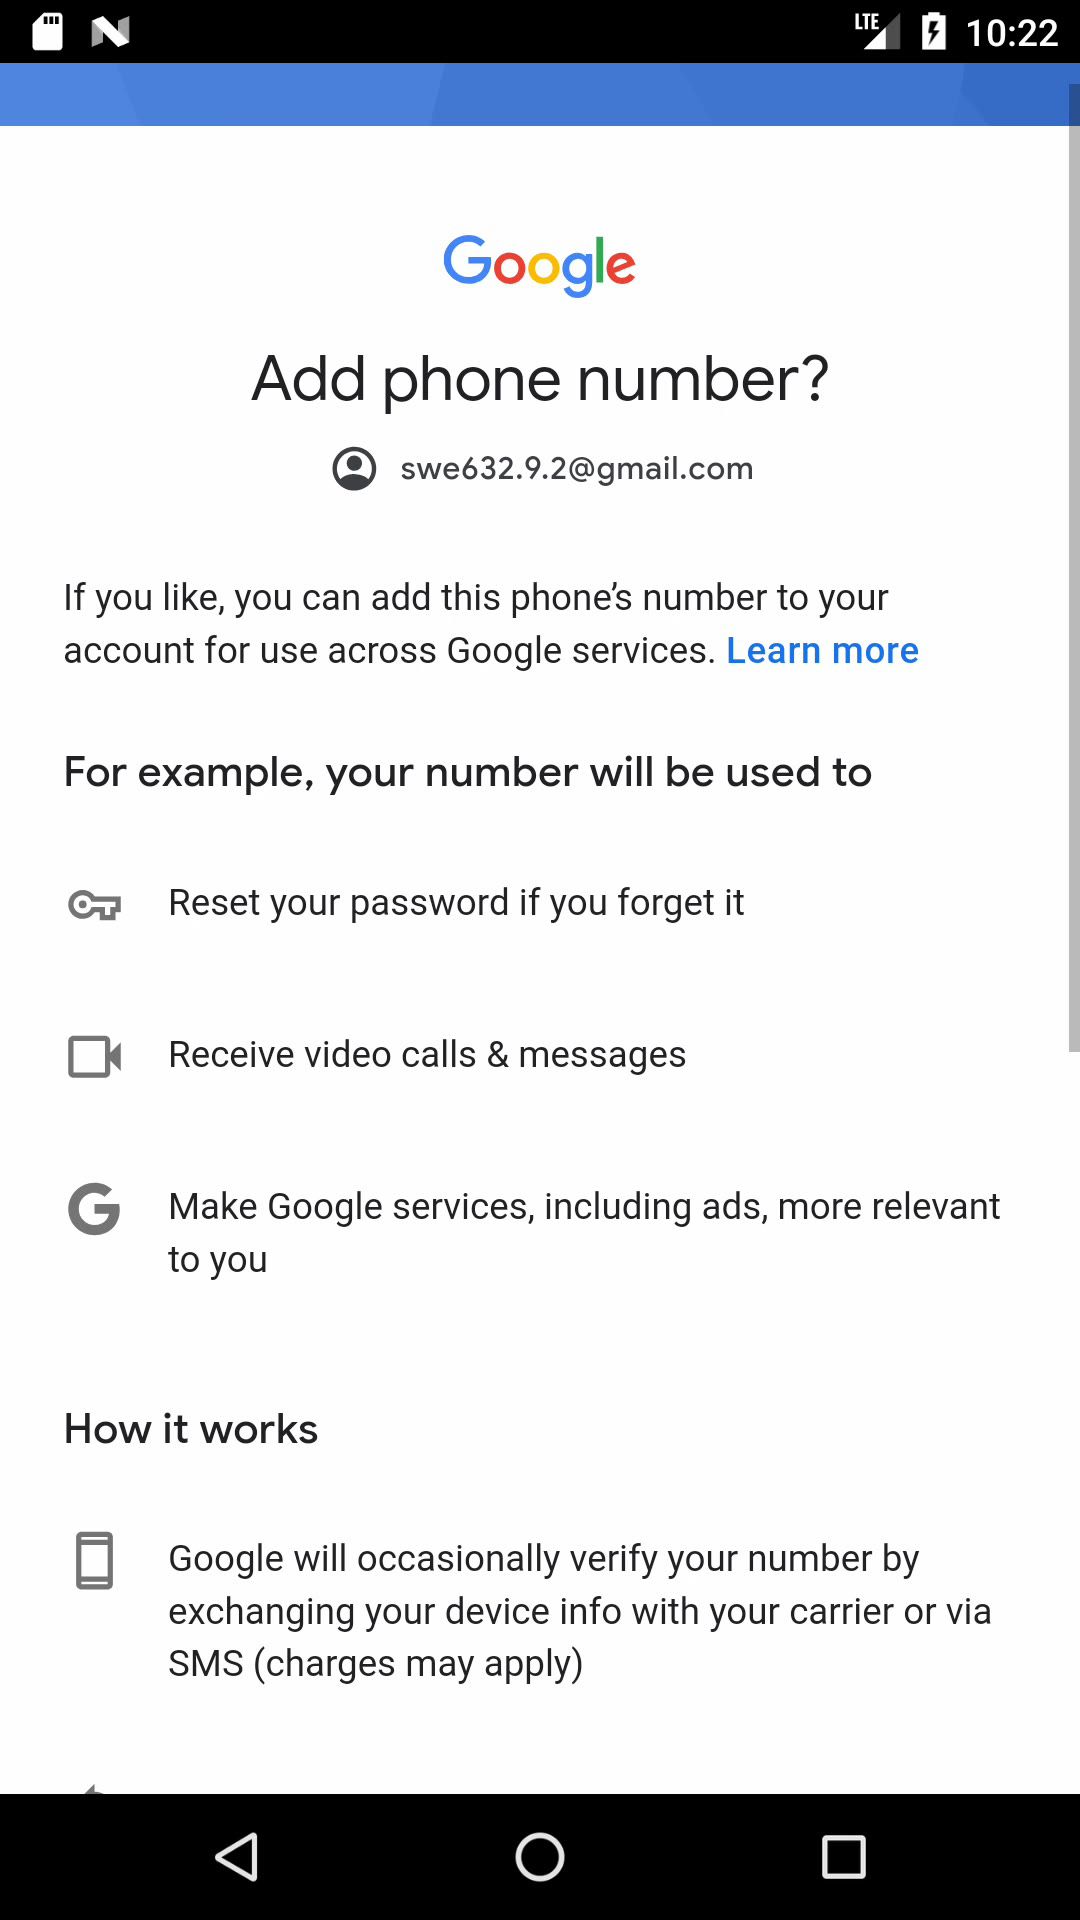 LTE 10:22
Google
Add phone number?
swe632.9.2@gmail.com
If you like, you can add this phone’s number to your
account for use across Google services. Learn more
For example, your number will be used to
Reset your password if you forget it
Receive video calls & messages
Make Google services, including ads, more relevant
to you
How it works
Google will occasionally verify your number by
exchanging your device info with your carrier or via
SMS (charges may apply)